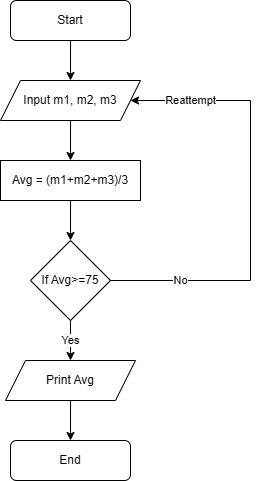 Start
Input m1, m2, m3
Reattempt
Avg = (m1+m2+m3)/3
If Avg>=75
No
Yes
Print Avg
End